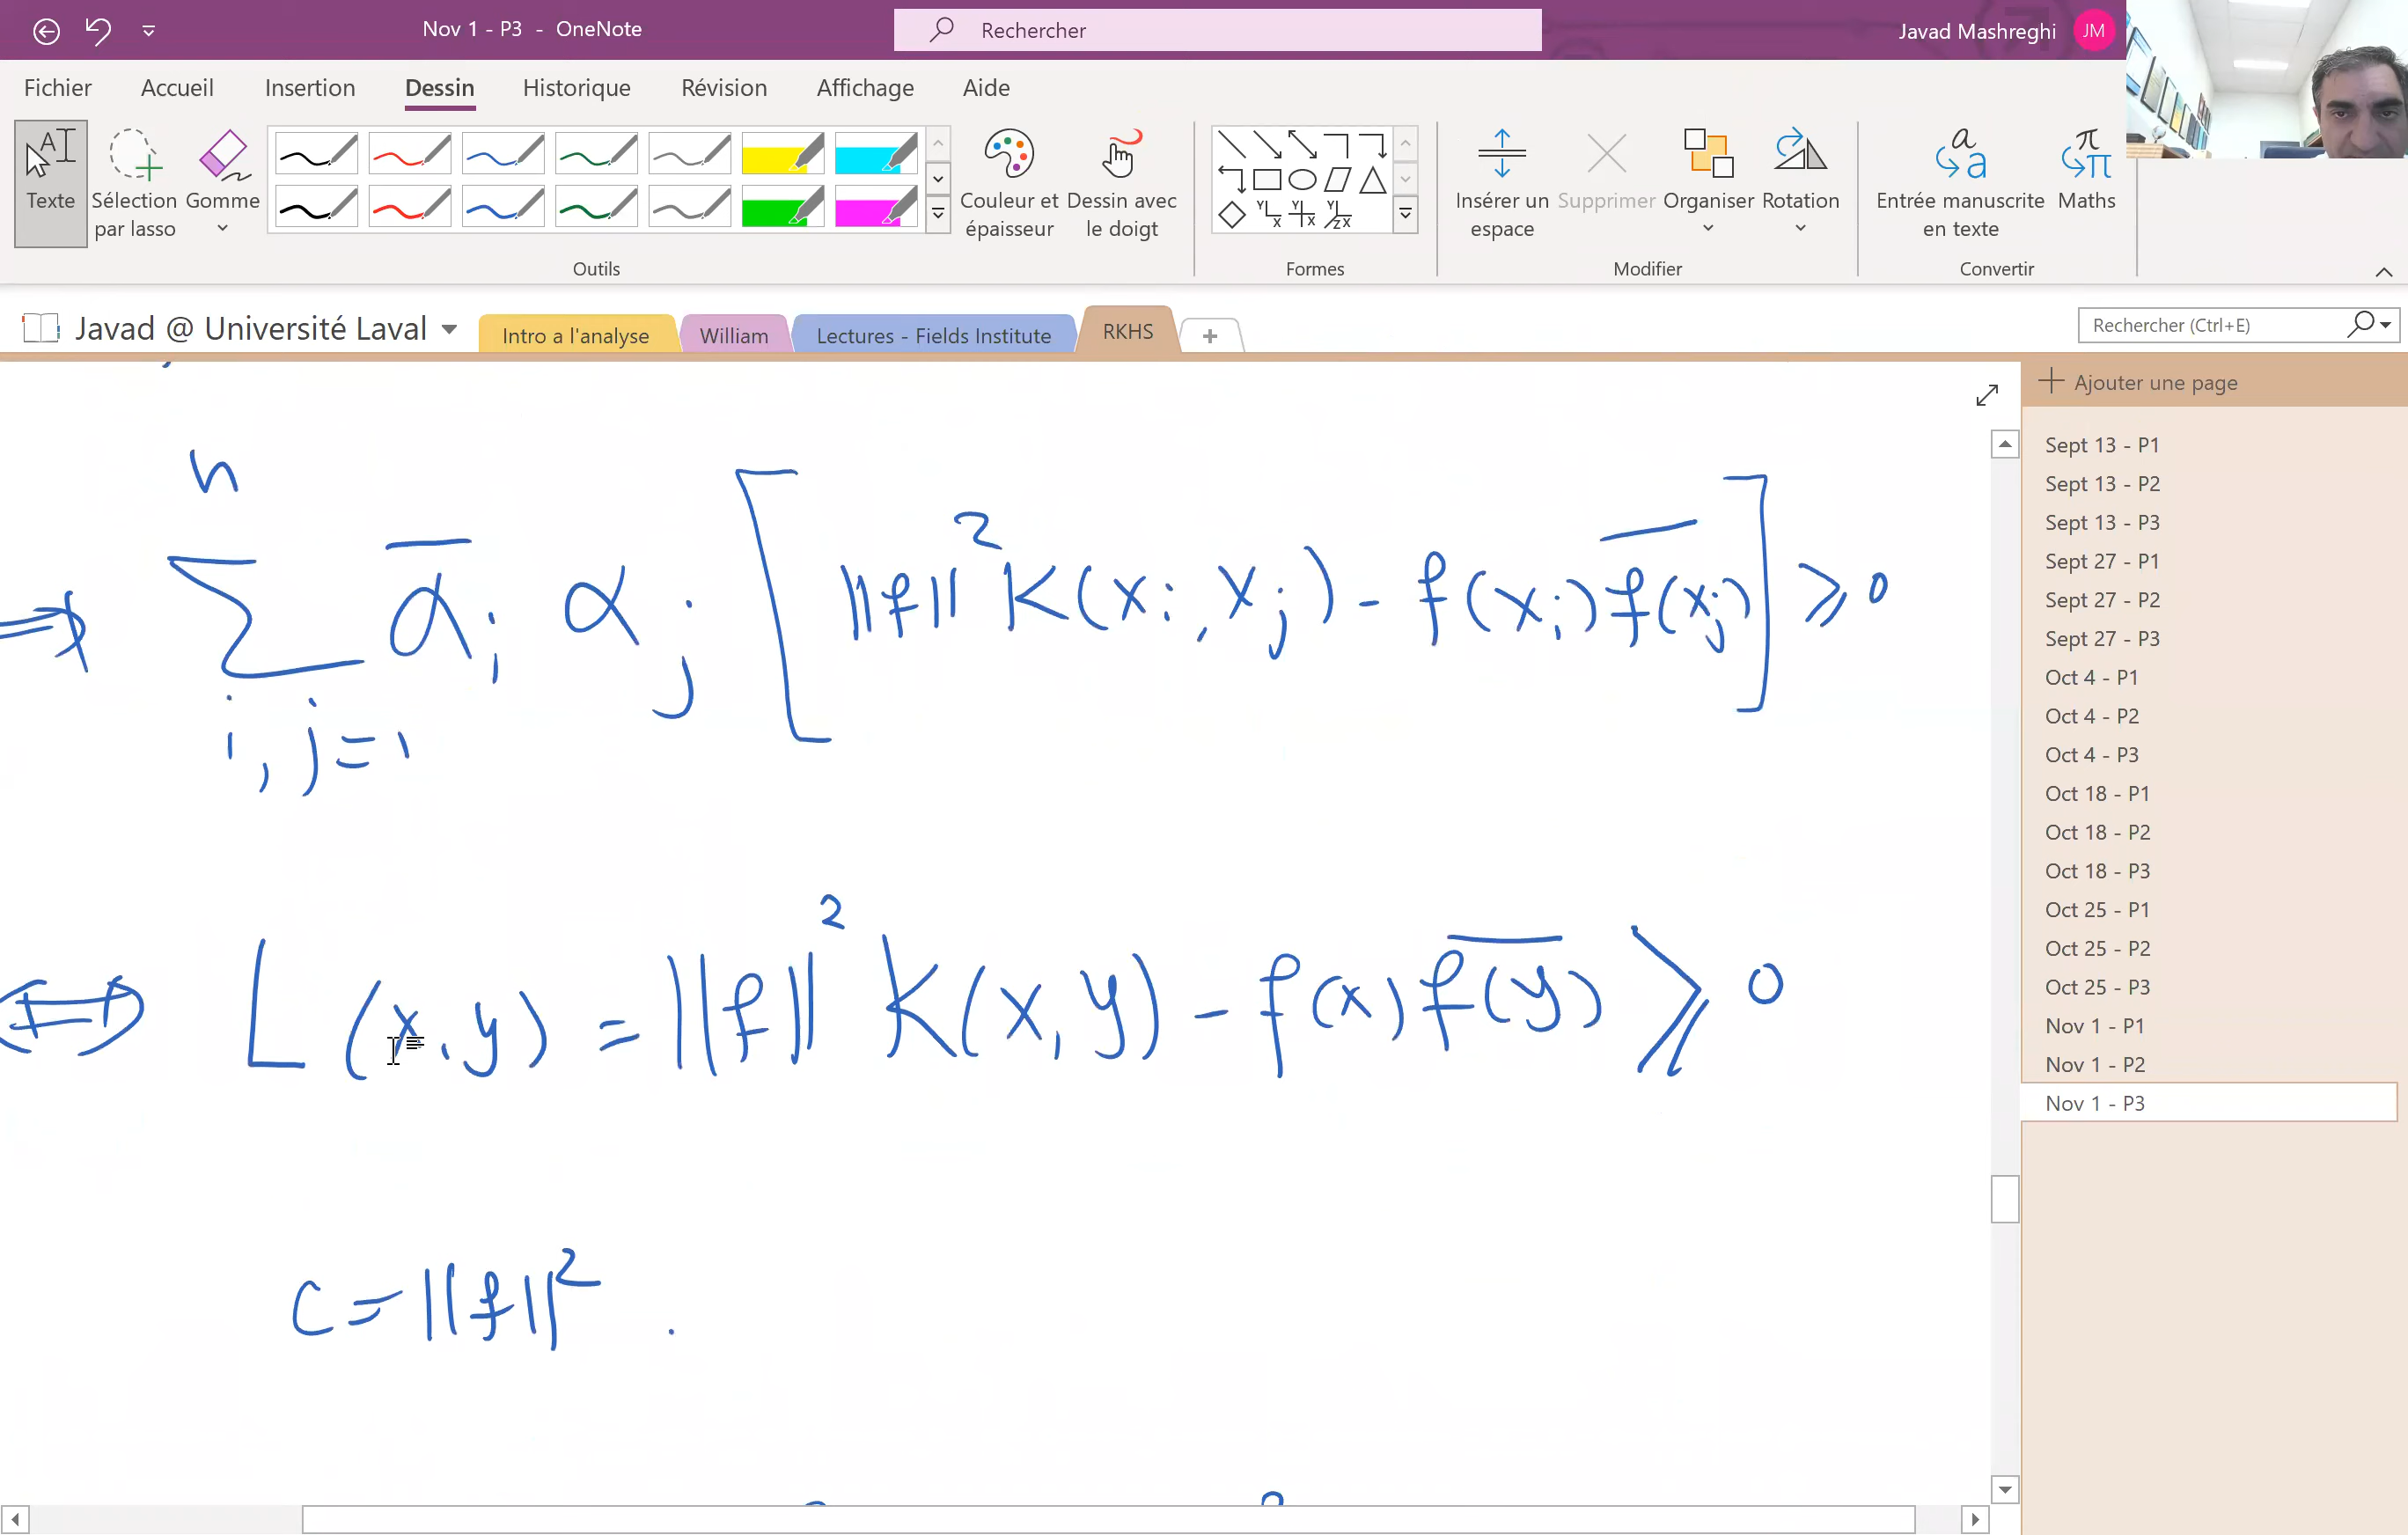 Nov 1 - P3 - OneNote
Rechercher
Javad Mashreghi JM
Fichier Accueil Insertion Dessin Historique Révision Affichage Aide
Texte
Sélection par lasso
Gomme
Couleur et épaisseur
Dessin avec le doigt
Insérer un espace
Supprimer
Organiser
Rotation
Entrée manuscrite en texte
Maths
Outils Formes Modifier Convertir
Javad @ Université Laval
Intro a l'analyse
William
Lectures - Fields Institute
RKHS
Rechercher (Ctrl+E)
⟹ ∑_{i,j=1}^{n} \overline{α}_i α_j [‖f‖² K(x_i, x_j) - f(x_i) \overline{f(x_j)}] ⩾ 0
⟺ L(x,y) = ‖f‖² K(x,y) - f(x) \overline{f(y)} ⩾ 0
c = ‖f‖² .
Ajouter une page
Sept 13 - P1
Sept 13 - P2
Sept 13 - P3
Sept 27 - P1
Sept 27 - P2
Sept 27 - P3
Oct 4 - P1
Oct 4 - P2
Oct 4 - P3
Oct 18 - P1
Oct 18 - P2
Oct 18 - P3
Oct 25 - P1
Oct 25 - P2
Oct 25 - P3
Nov 1 - P1
Nov 1 - P2
Nov 1 - P3